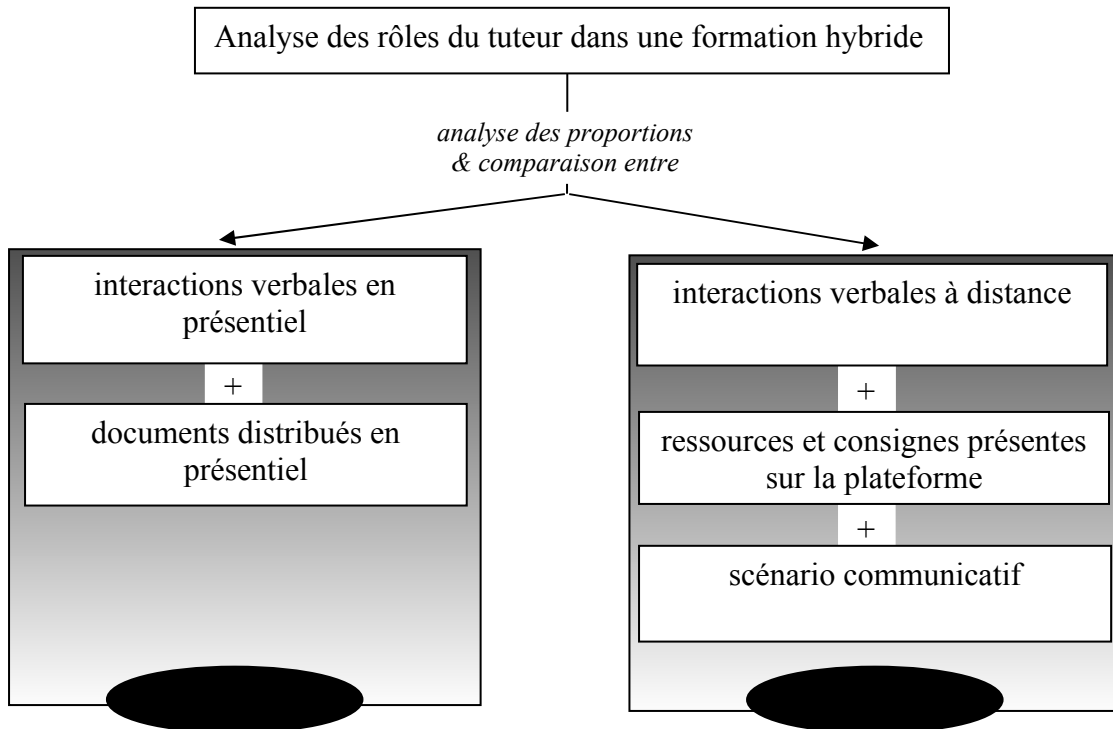 Analyse des rôles du tuteur dans une formation hybride
analyse des proportions
& comparaison entre
interactions verbales en
présentiel
+
documents distribués en
présentiel
interactions verbales à distance
+
ressources et consignes présentes
sur la plateforme
+
scénario communicatif